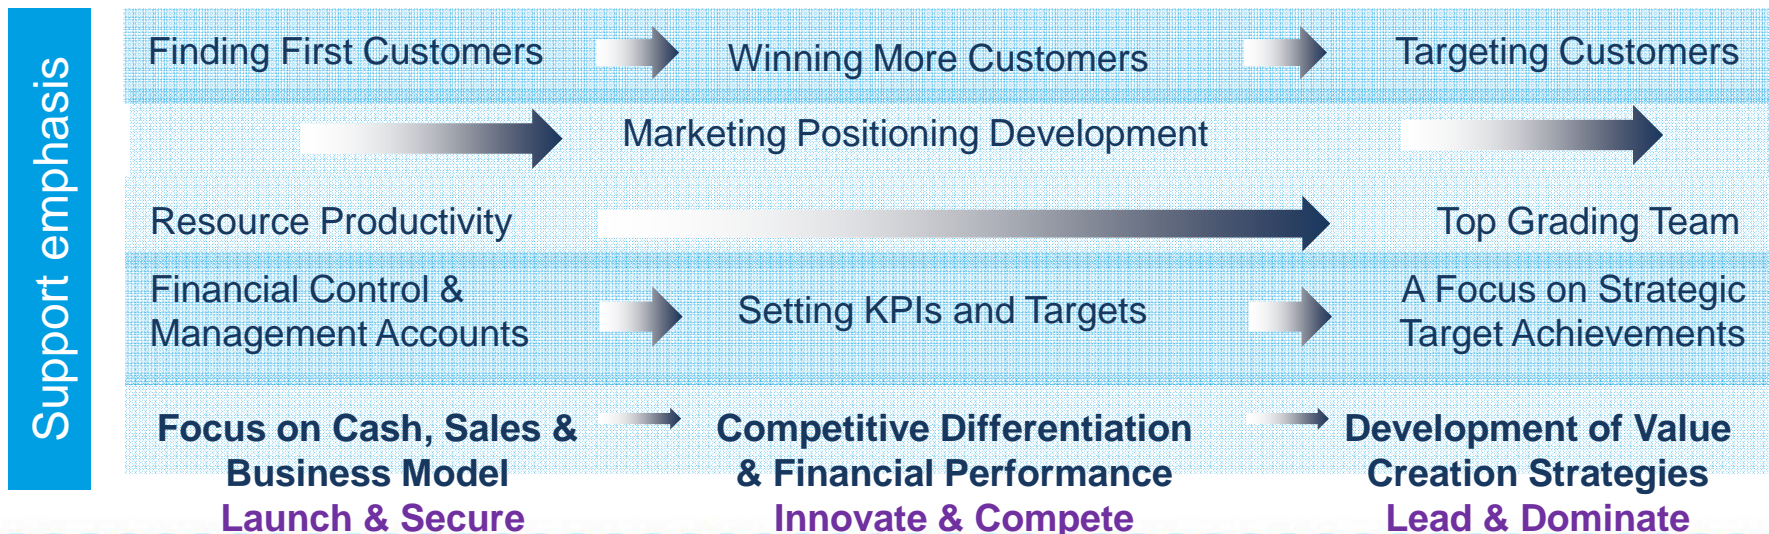 Support emphasis
Finding First Customers
Winning More Customers
Targeting Customers
Marketing Positioning Development
Resource Productivity
Top Grading Team
Financial Control &
Management Accounts
Setting KPIs and Targets
A Focus on Strategic
Target Achievements
Focus on Cash, Sales &
Business Model
Launch & Secure
Competitive Differentiation
& Financial Performance
Innovate & Compete
Development of Value
Creation Strategies
Lead & Dominate